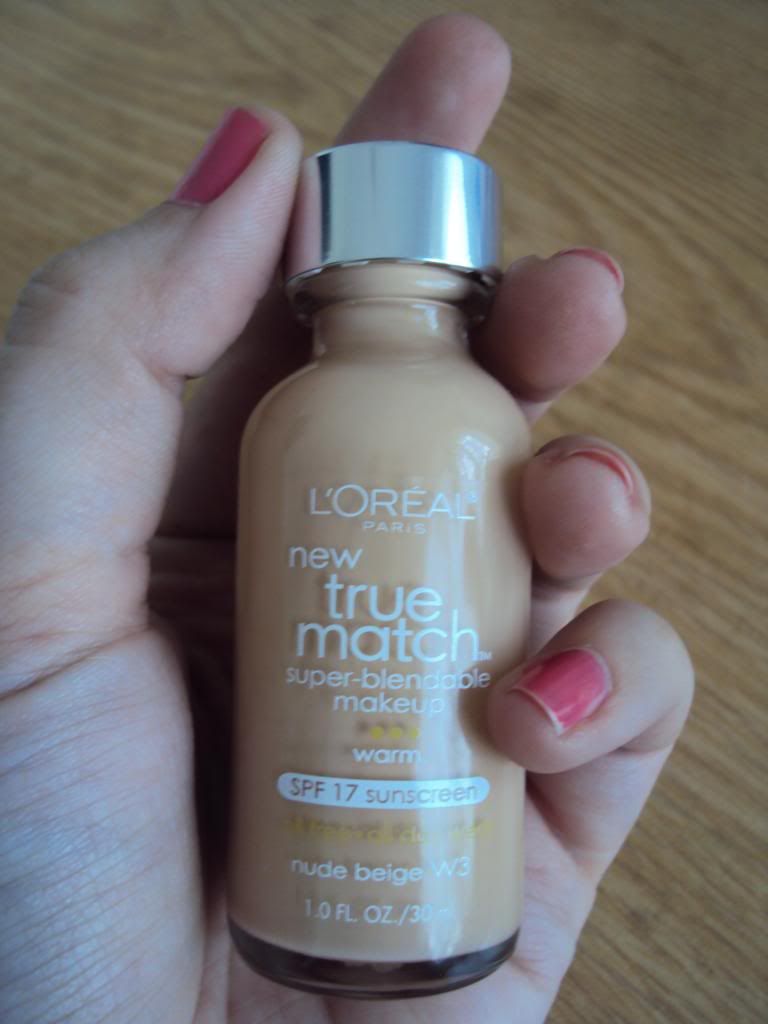 L'ORÉAL®
PARIS
new
true
match™
super-blendable
makeup
warm
SPF 17 sunscreen
nude beige W3
1.0 FL. OZ./30